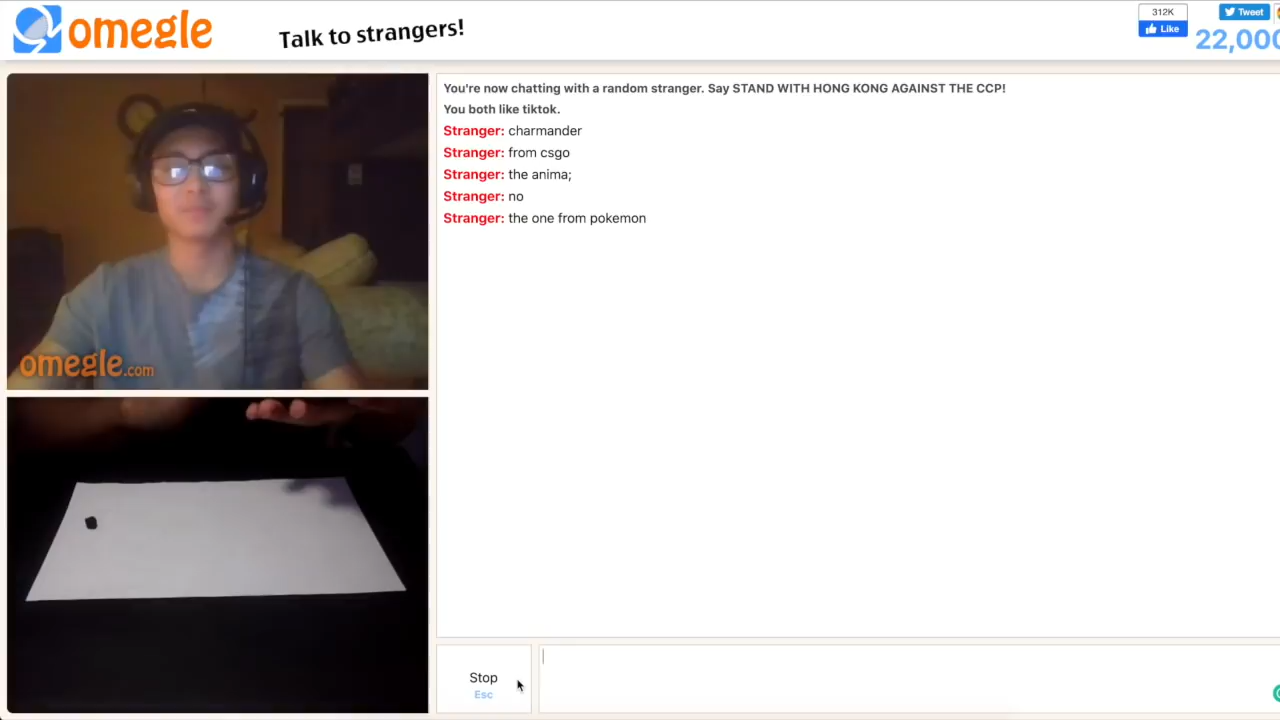 omegle
Talk to strangers!
312K
Like
Tweet
22,000
You're now chatting with a random stranger. Say STAND WITH HONG KONG AGAINST THE CCP!
You both like tiktok.
Stranger: charmander
Stranger: from csgo
Stranger: the anima;
Stranger: no
Stranger: the one from pokemon
omegle.com
Stop
Esc